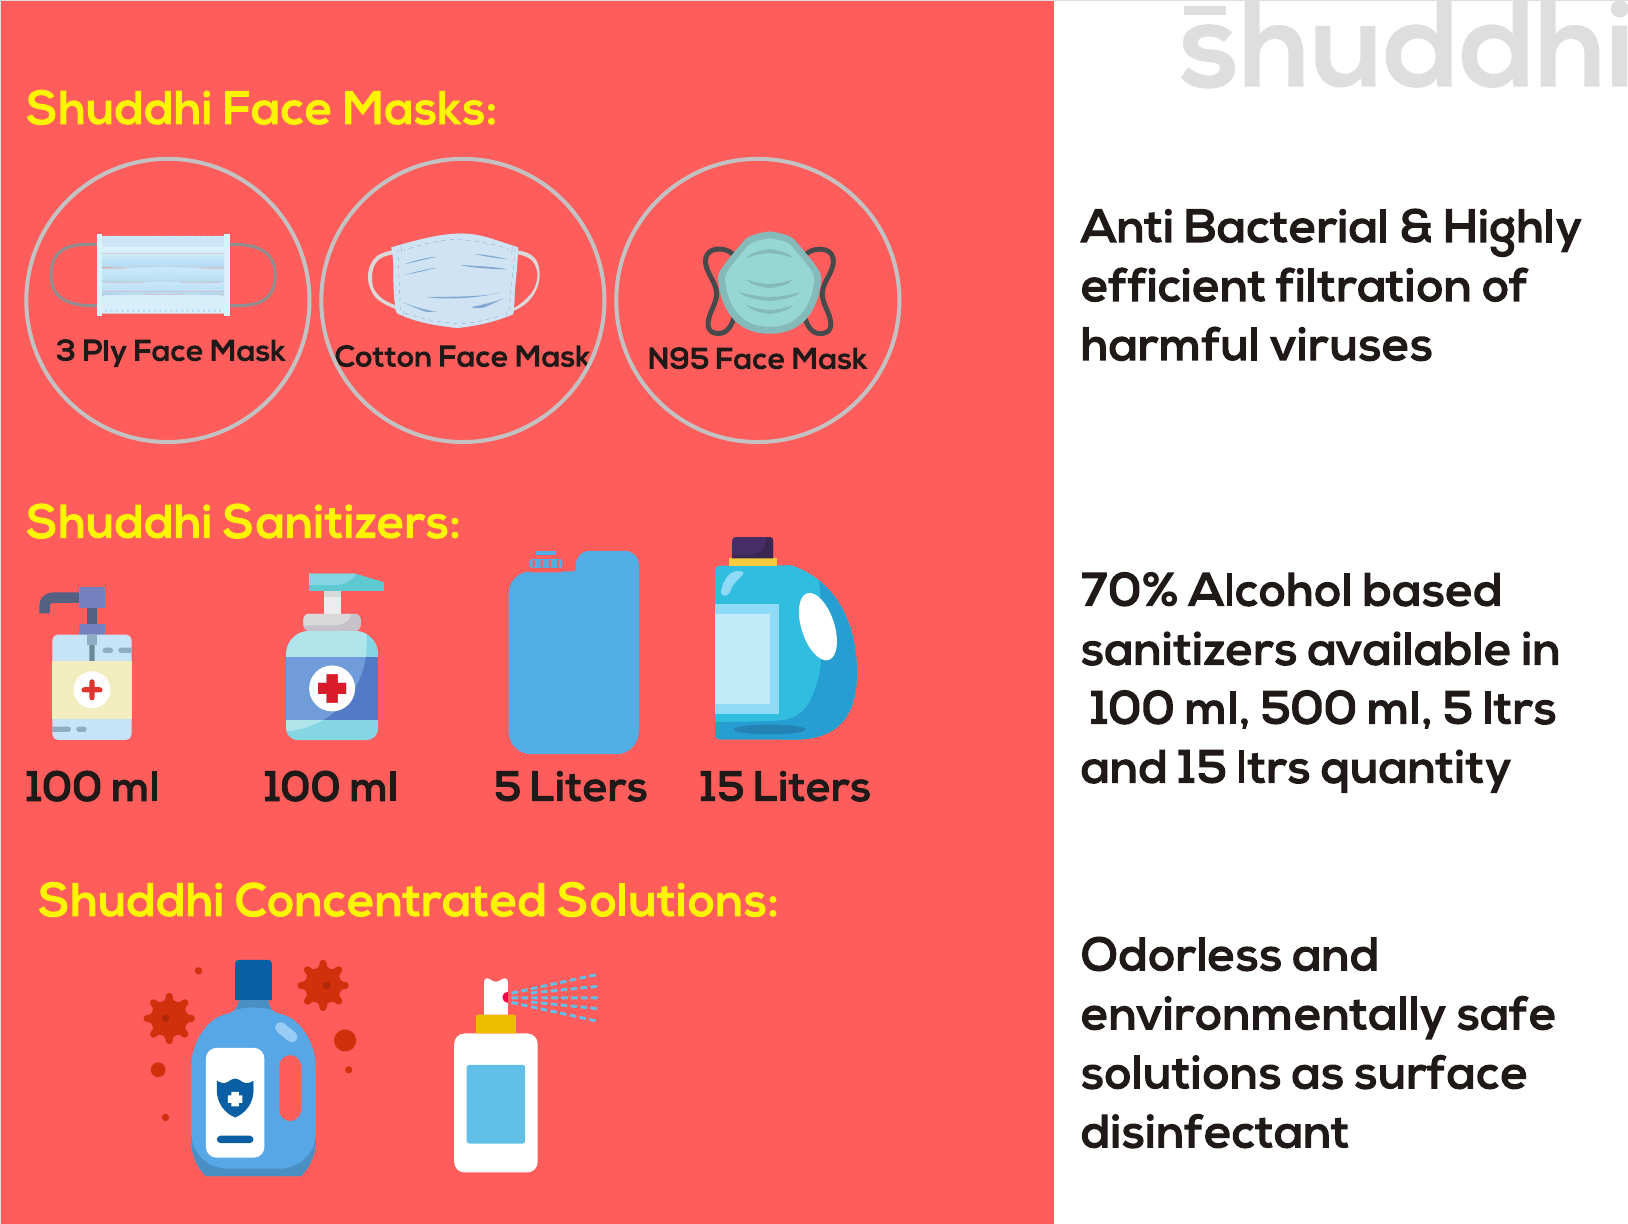 shuddhi
Shuddhi Face Masks:
3 Ply Face Mask
Cotton Face Mask
N95 Face Mask
Anti Bacterial & Highly
efficient filtration of
harmful viruses
Shuddhi Sanitizers:
100 ml
100 ml
5 Liters
15 Liters
70% Alcohol based
sanitizers available in
100 ml, 500 ml, 5 ltrs
and 15 ltrs quantity
Shuddhi Concentrated Solutions:
Odorless and
environmentally safe
solutions as surface
disinfectant